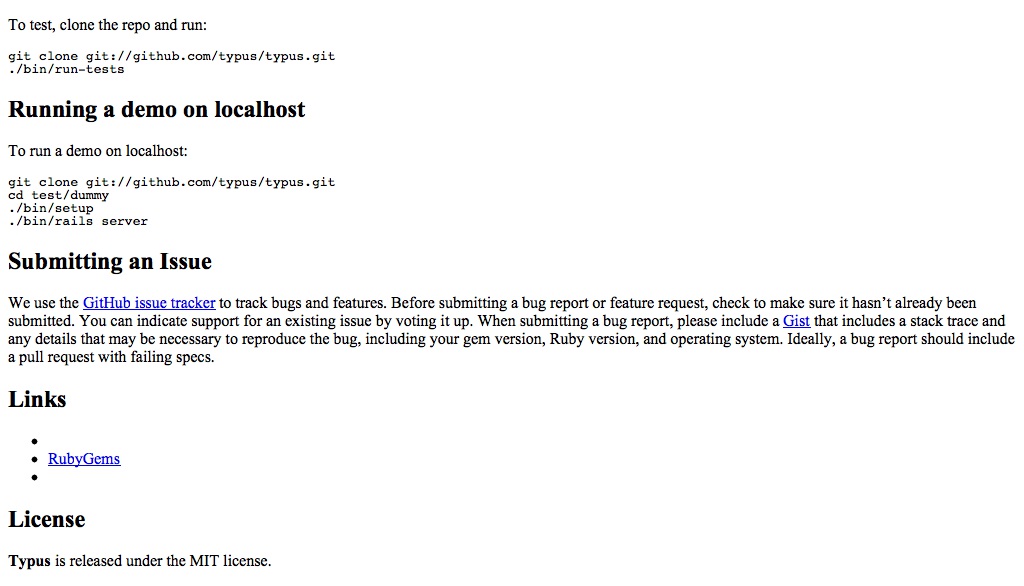 To test, clone the repo and run:
git clone git://github.com/typus/typus.git
./bin/run-tests
Running a demo on localhost
To run a demo on localhost:
git clone git://github.com/typus/typus.git
cd test/dummy
./bin/setup
./bin/rails server
Submitting an Issue
We use the GitHub issue tracker to track bugs and features. Before submitting a bug report or feature request, check to make sure it hasn’t already been
submitted. You can indicate support for an existing issue by voting it up. When submitting a bug report, please include a Gist that includes a stack trace and
any details that may be necessary to reproduce the bug, including your gem version, Ruby version, and operating system. Ideally, a bug report should include
a pull request with failing specs.
Links
RubyGems
License
Typus is released under the MIT license.